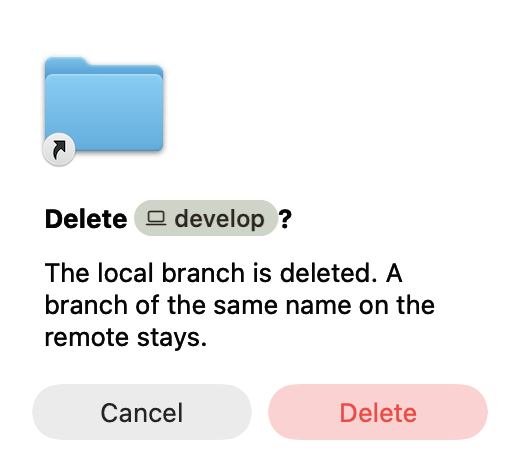 Delete develop?
The local branch is deleted. A
branch of the same name on the
remote stays.
Cancel
Delete